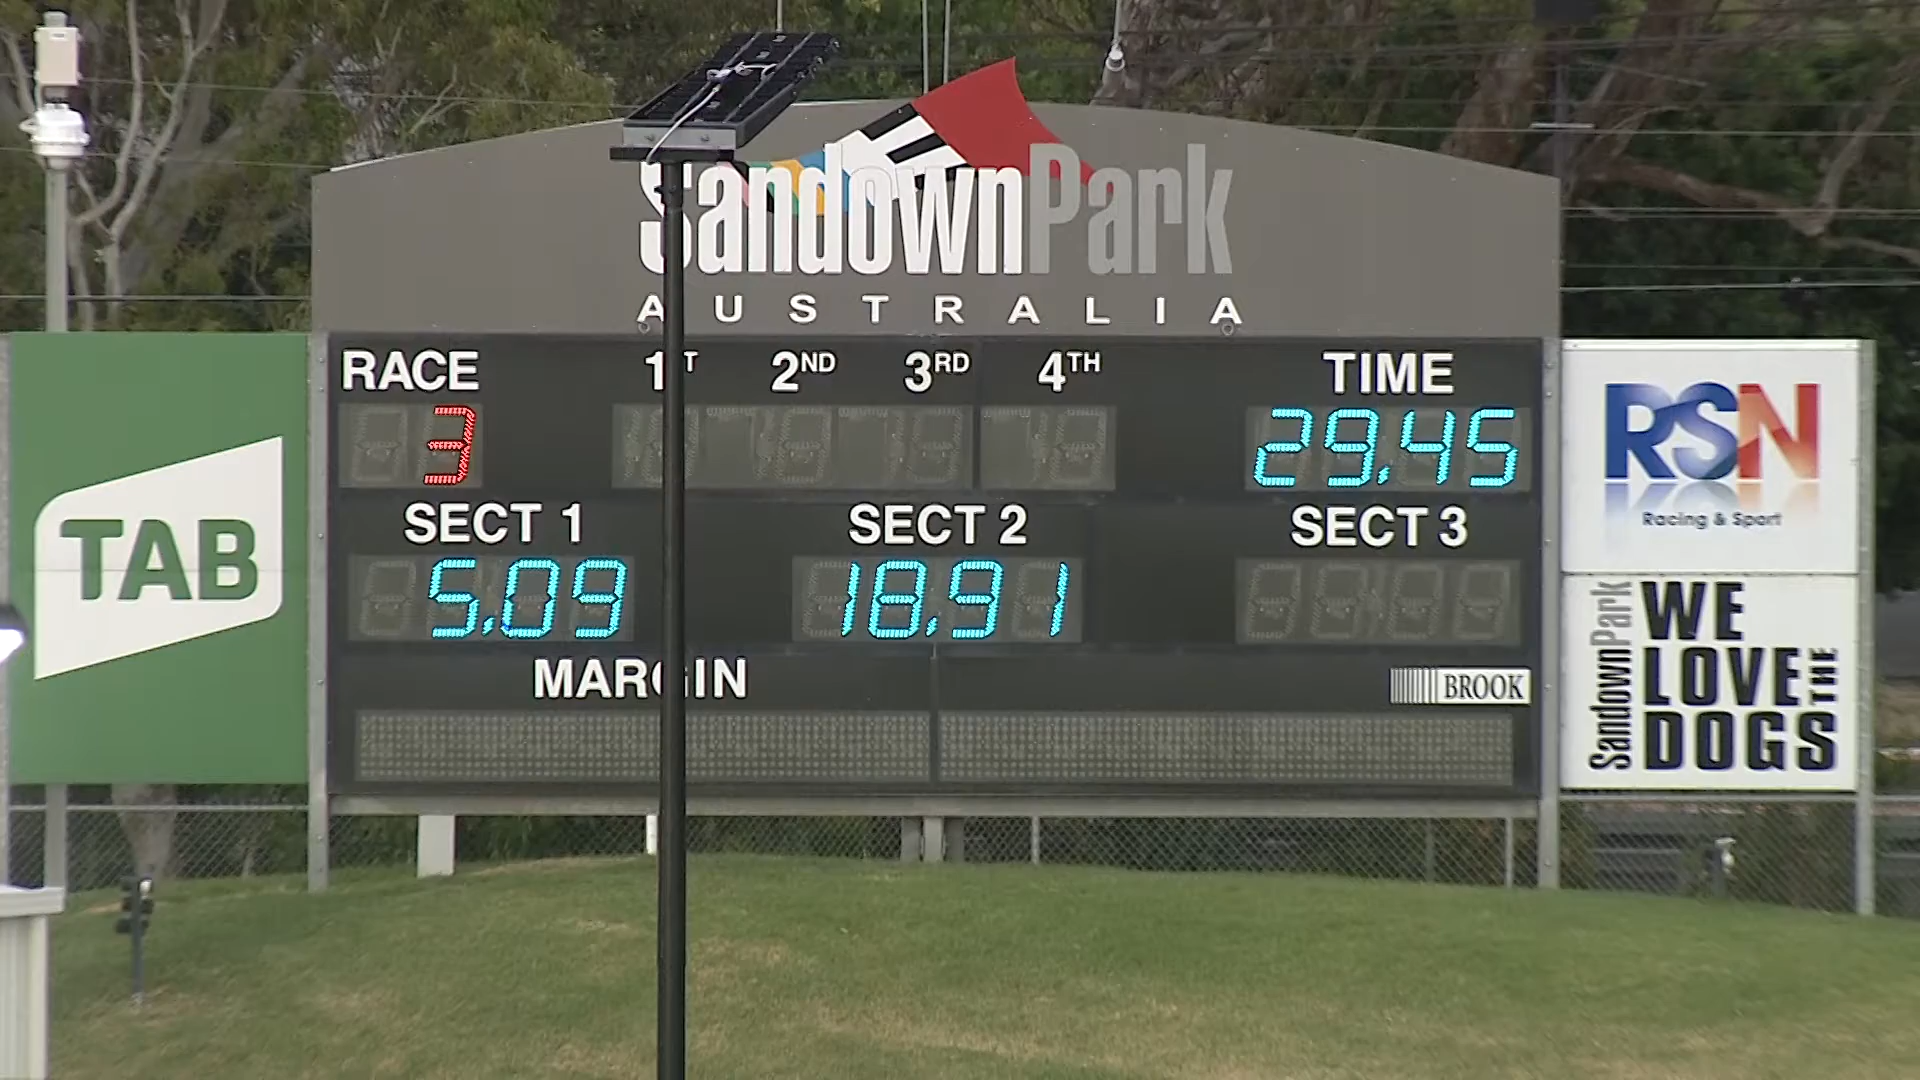 SandownPark
AUSTRALIA
RACE 1ST 2ND 3RD 4TH TIME
3 29.45
SECT 1 SECT 2 SECT 3
5.09 18.91
MARGIN
BROOK
TAB
RSN
Racing & Sport
SandownPark
WE
LOVE THE
DOGS